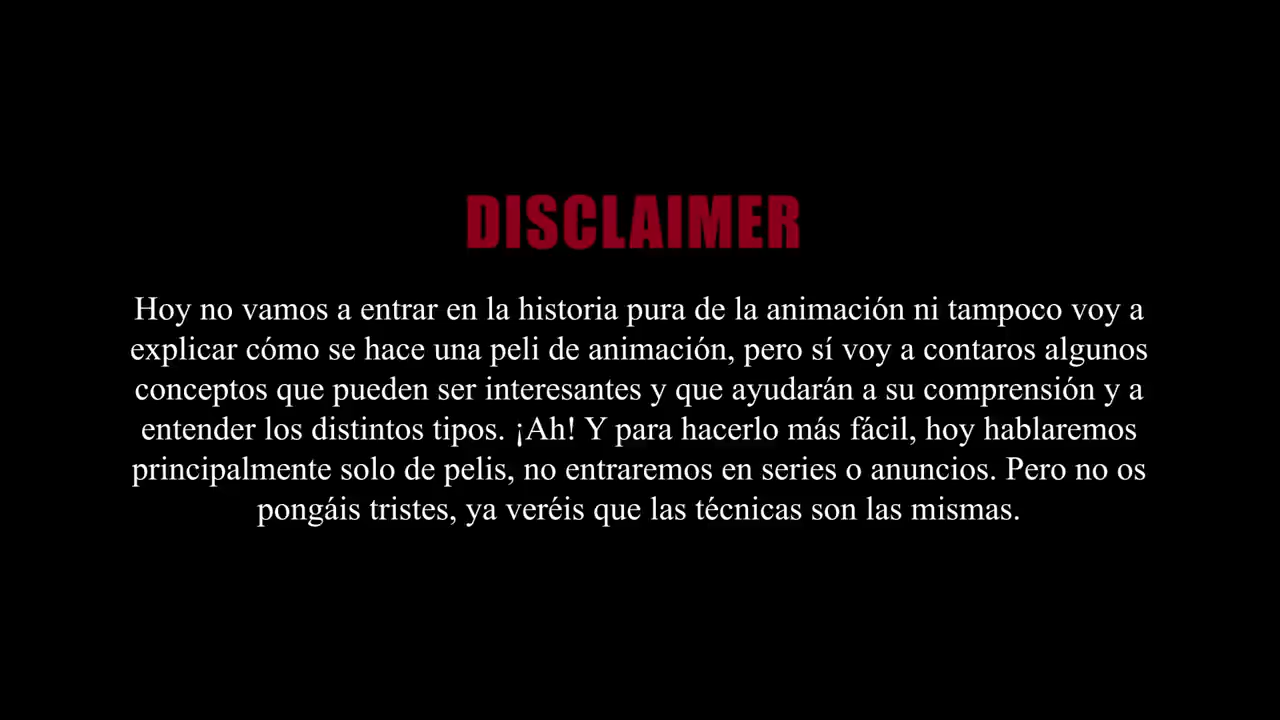 DISCLAIMER
Hoy no vamos a entrar en la historia pura de la animación ni tampoco voy a
explicar cómo se hace una peli de animación, pero sí voy a contaros algunos
conceptos que pueden ser interesantes y que ayudarán a su comprensión y a
entender los distintos tipos. ¡Ah! Y para hacerlo más fácil, hoy hablaremos
principalmente solo de pelis, no entraremos en series o anuncios. Pero no os
pongáis tristes, ya veréis que las técnicas son las mismas.